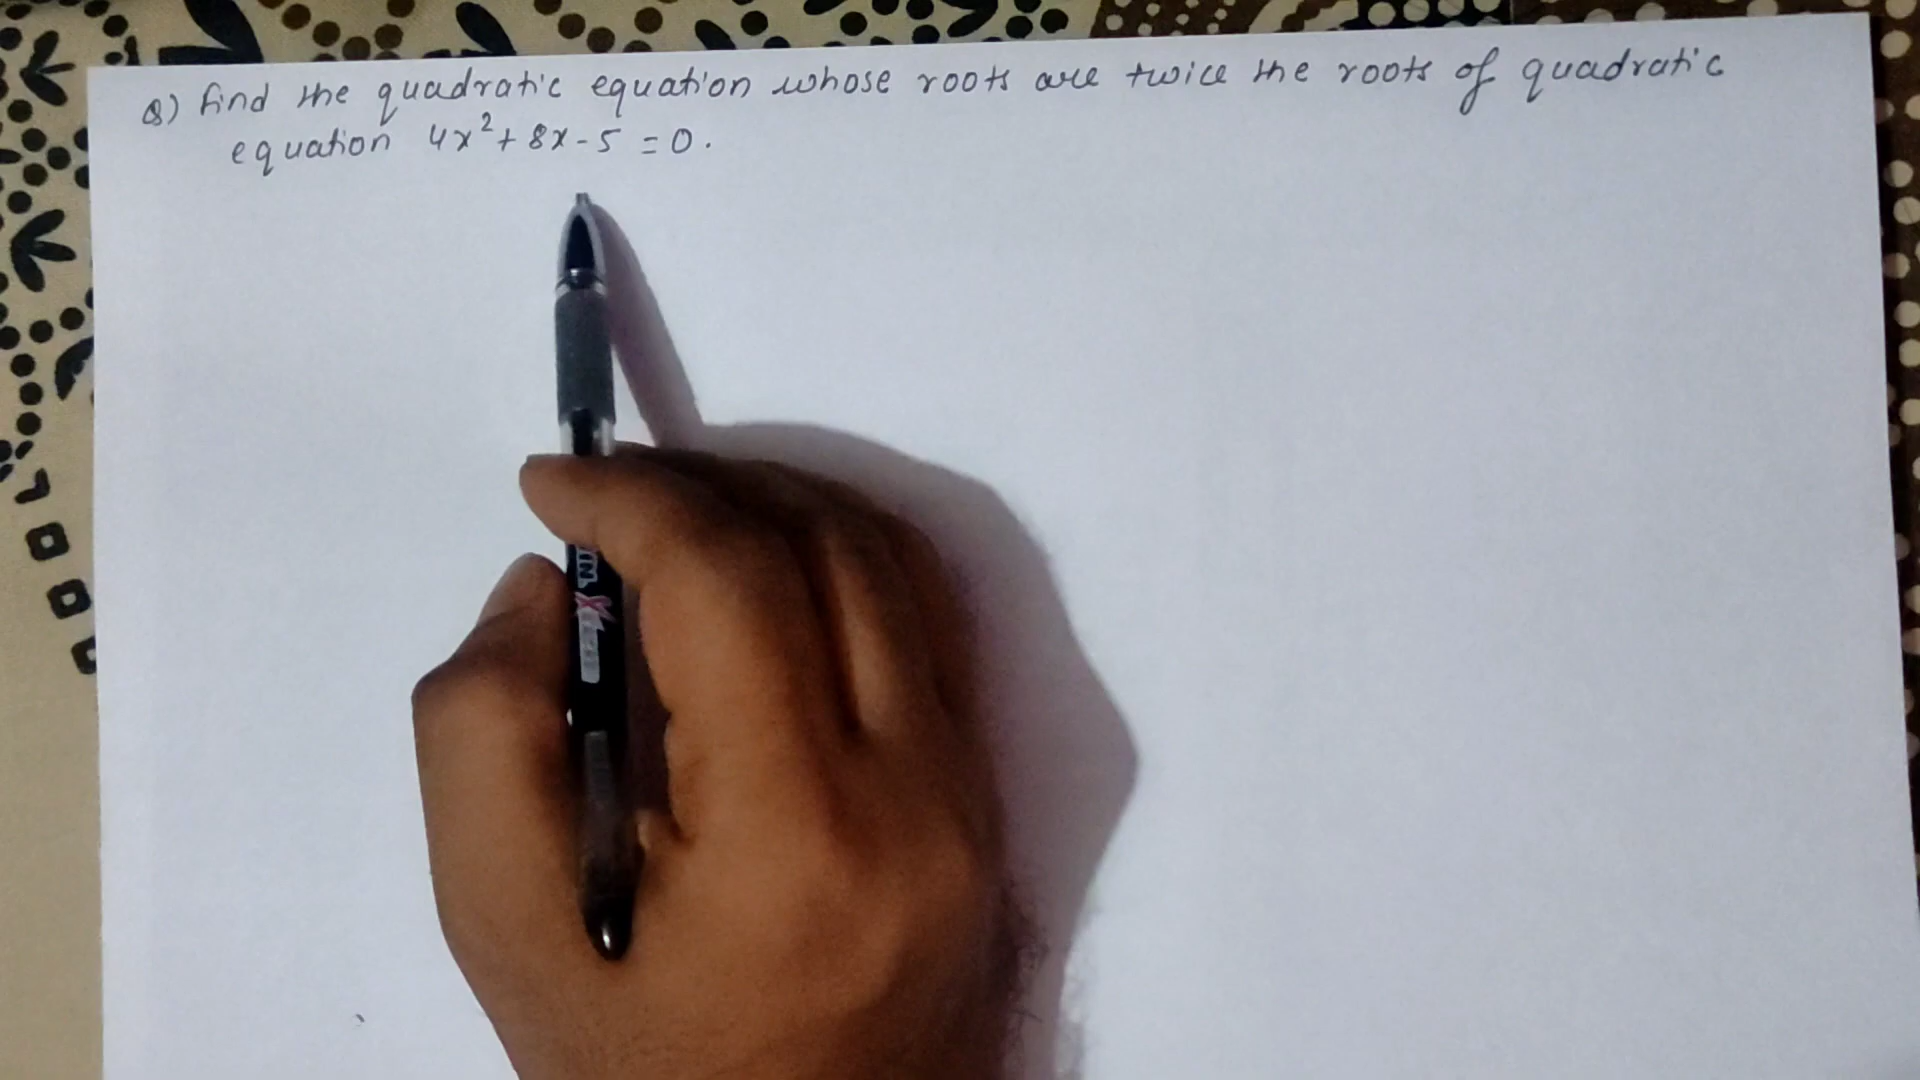 Q) find the quadratic equation whose roots are twice the roots of quadratic
equation 4x² + 8x - 5 = 0.